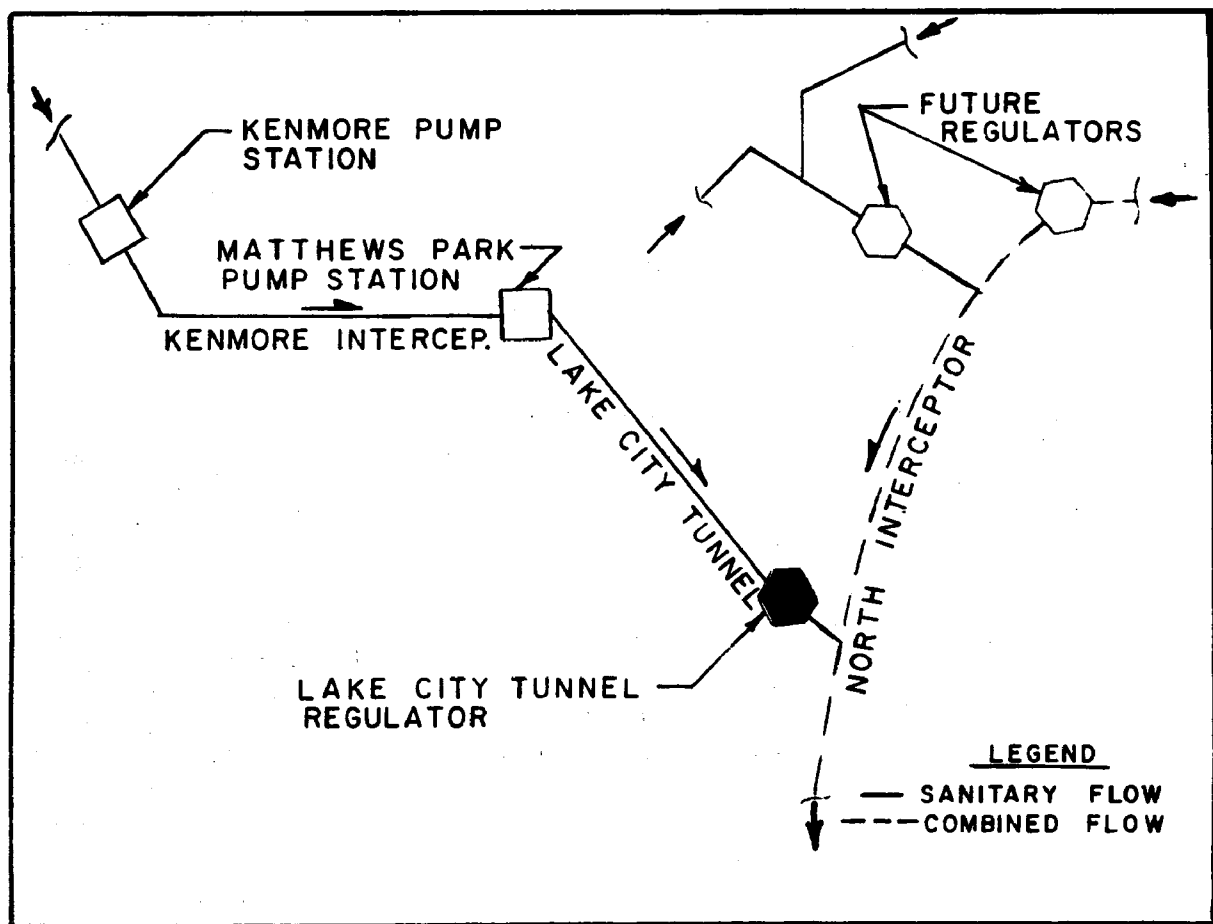 KENMORE PUMP
STATION
FUTURE
REGULATORS
MATTHEWS PARK
PUMP STATION
KENMORE INTERCEP.
LAKE CITY TUNNEL
NORTH INTERCEPTOR
LAKE CITY TUNNEL
REGULATOR
LEGEND
SANITARY FLOW
COMBINED FLOW